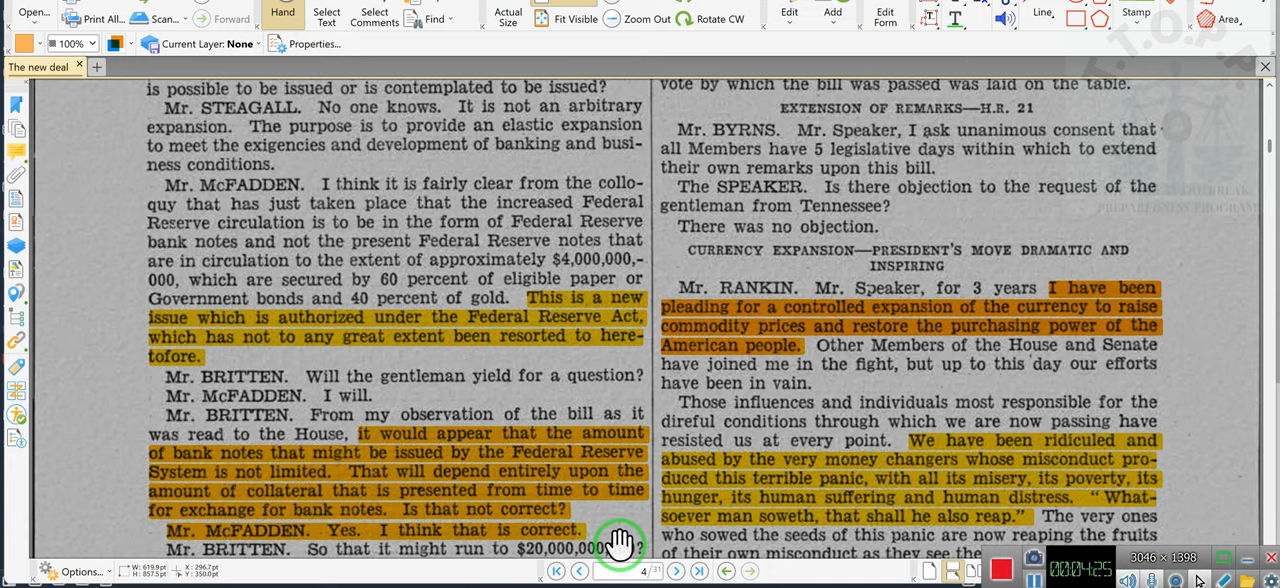 Open...
Print All...
Scan...
Forward
Hand
Select
Text
Select
Comments
Find
Actual
Size
Fit Visible
Zoom Out
Rotate CW
Edit
Add
Edit
Form
Line,
Stamp
Area,
100%
Current Layer: None
Properties...
The new deal
is possible to be issued or is contemplated to be issued?
Mr. STEAGALL. No one knows. It is not an arbitrary
expansion. The purpose is to provide an elastic expansion
to meet the exigencies and development of banking and busi-
ness conditions.
Mr. McFADDEN. I think it is fairly clear from the collo-
quy that has just taken place that the increased Federal
Reserve circulation is to be in the form of Federal Reserve
bank notes and not the present Federal Reserve notes that
are in circulation to the extent of approximately $4,000,000,-
000, which are secured by 60 percent of eligible paper or
Government bonds and 40 percent of gold. This is a new
issue which is authorized under the Federal Reserve Act,
which has not to any great extent been resorted to here-
tofore.
Mr. BRITTEN. Will the gentleman yield for a question?
Mr. McFADDEN. I will.
Mr. BRITTEN. From my observation of the bill as it
was read to the House, it would appear that the amount
of bank notes that might be issued by the Federal Reserve
System is not limited. That will depend entirely upon the
amount of collateral that is presented from time to time
for exchange for bank notes. Is that not correct?
Mr. McFADDEN. Yes. I think that is correct.
Mr. BRITTEN. So that it might run to $20,000,000
vote by which the bill was passed was laid on the table.
EXTENSION OF REMARKS—H.R. 21
Mr. BYRNS. Mr. Speaker, I ask unanimous consent that
all Members have 5 legislative days within which to extend
their own remarks upon this bill.
The SPEAKER. Is there objection to the request of the
gentleman from Tennessee?
There was no objection.
CURRENCY EXPANSION—PRESIDENT'S MOVE DRAMATIC AND
INSPIRING
Mr. RANKIN. Mr. Speaker, for 3 years I have been
pleading for a controlled expansion of the currency to raise
commodity prices and restore the purchasing power of the
American people. Other Members of the House and Senate
have joined me in the fight, but up to this day our efforts
have been in vain.
Those influences and individuals most responsible for the
direful conditions through which we are now passing have
resisted us at every point. We have been ridiculed and
abused by the very money changers whose misconduct pro-
duced this terrible panic, with all its misery, its poverty, its
hunger, its human suffering and human distress. "What-
soever man soweth, that shall he also reap." The very ones
who sowed the seeds of this panic are now reaping the fruits
of their own misconduct as they see the
T.O.P.P.
PREPAREDNESS PROGRAM
Options...
W: 619.9pt
H: 857.5pt
X: 296.7pt
Y: 350.0pt
4 / 31
00:04:25
3046 x 1398